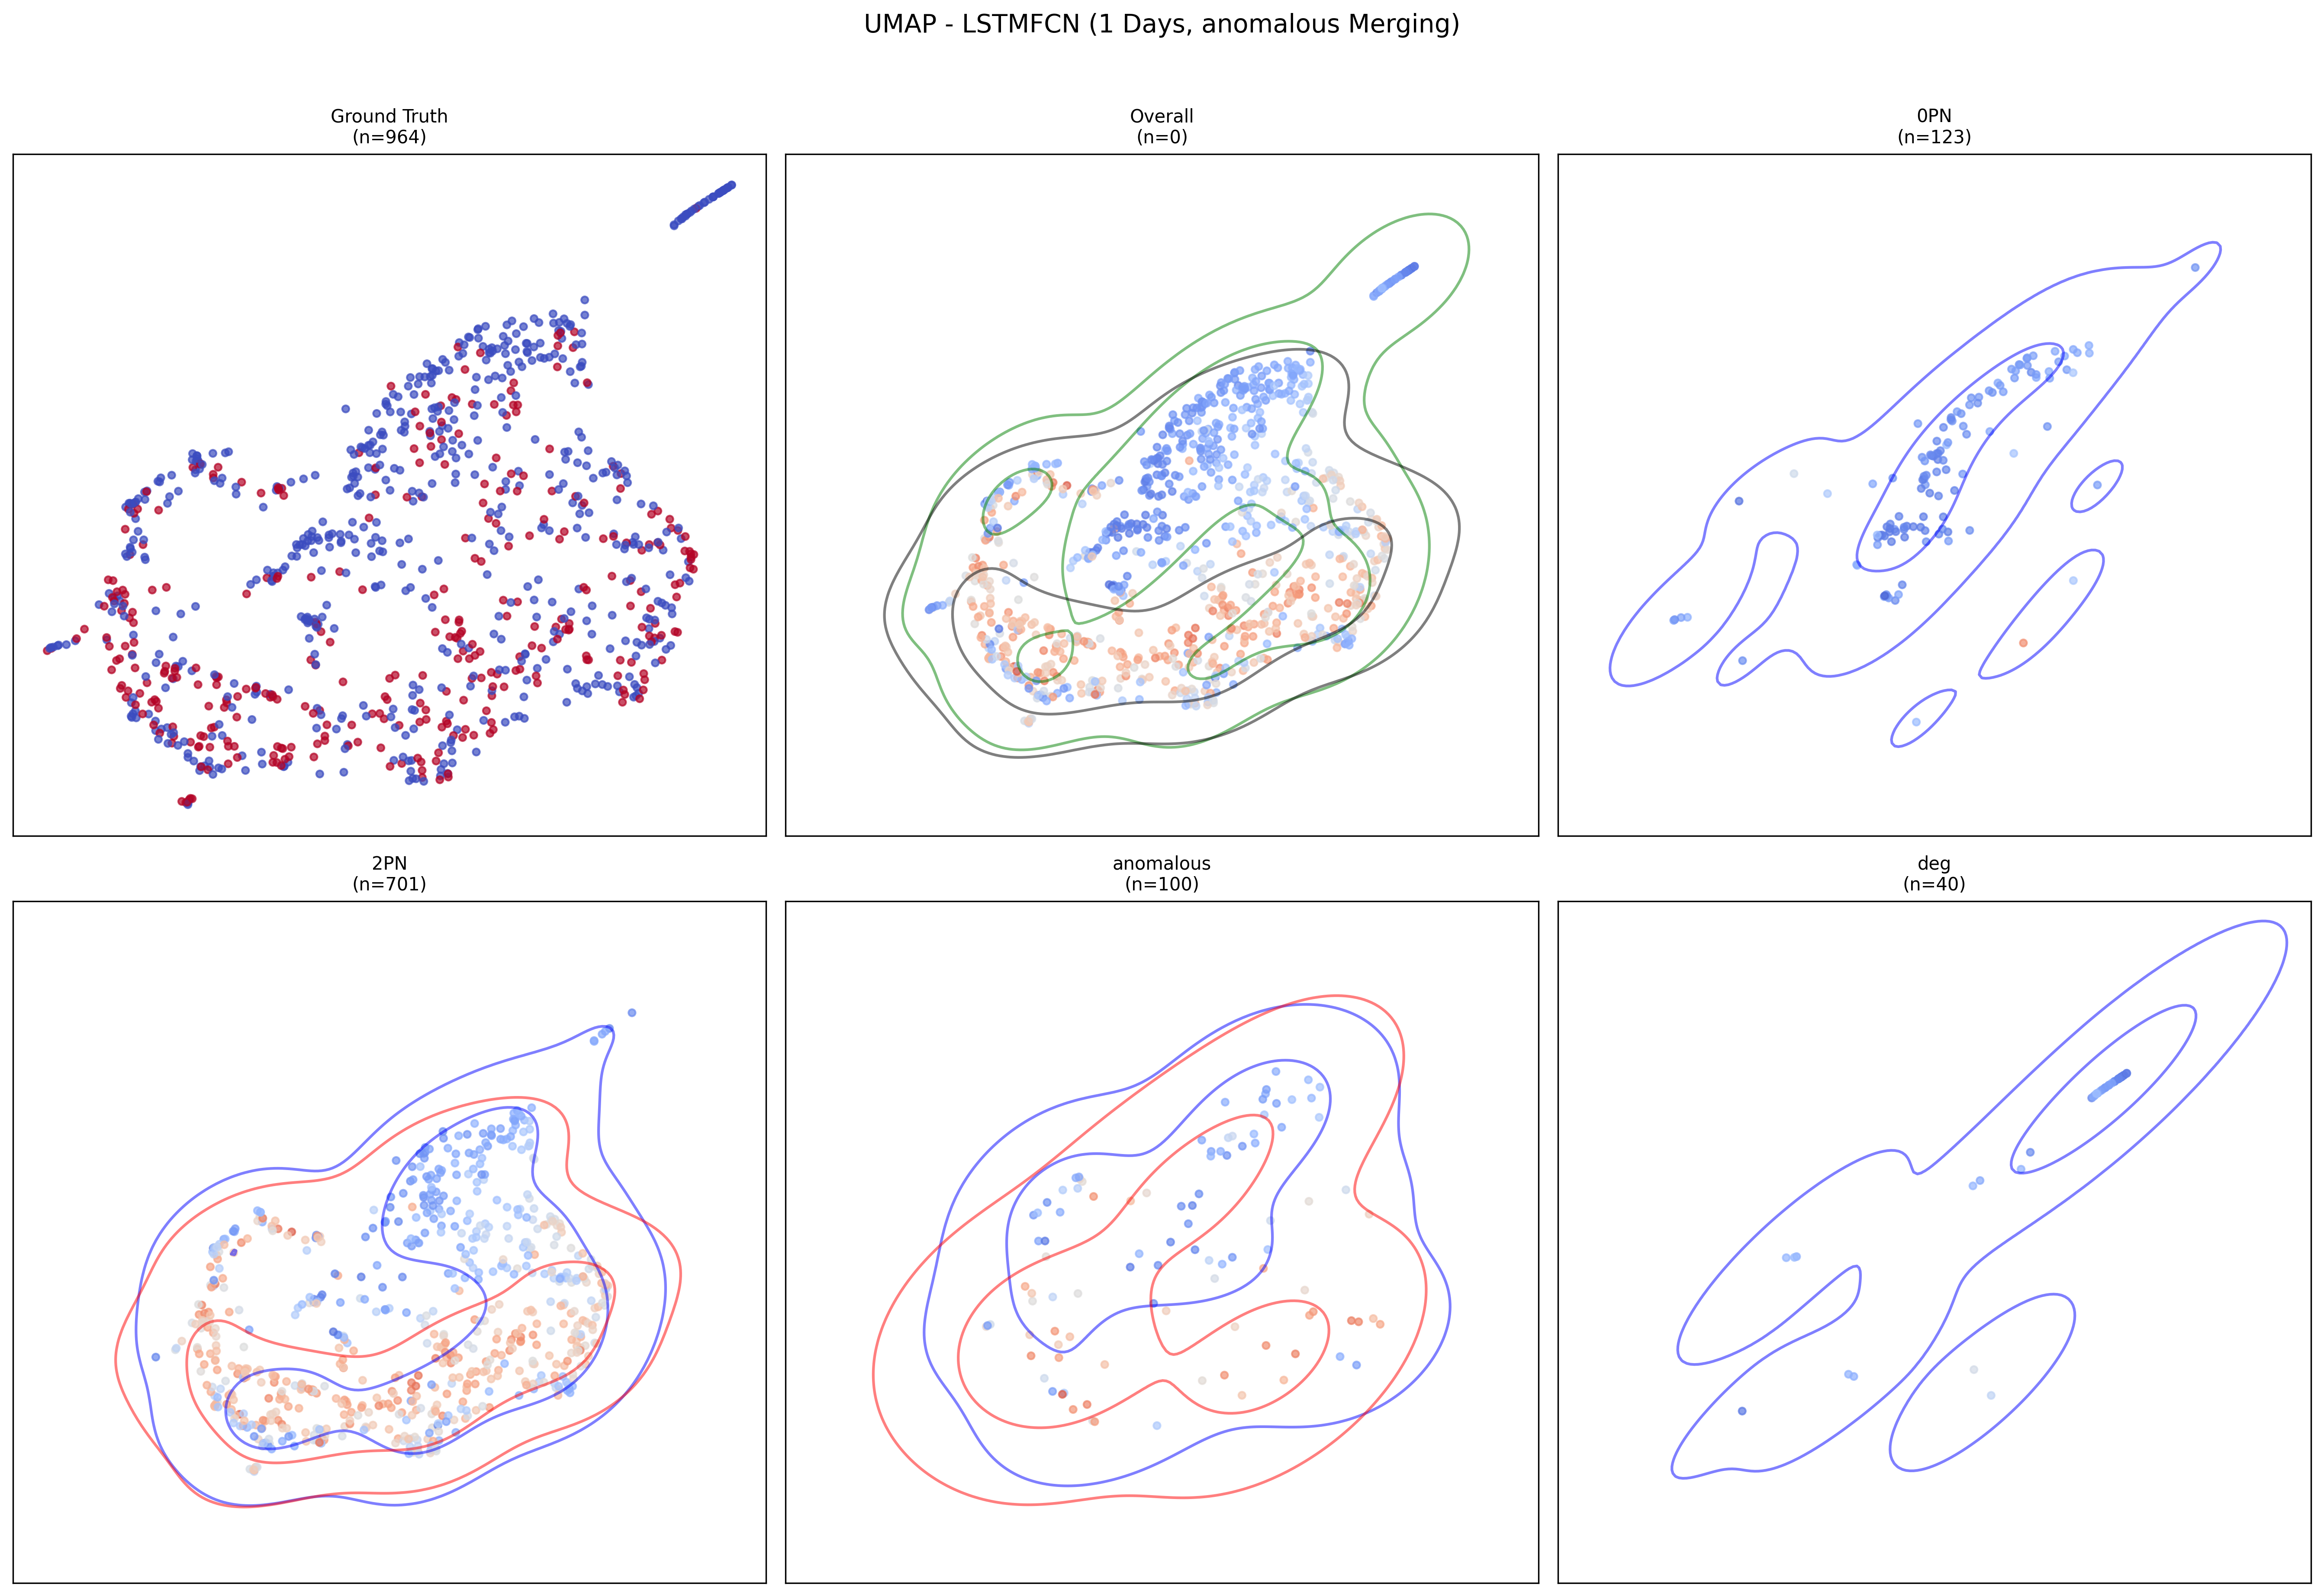 UMAP - LSTMFCN (1 Days, anomalous Merging)
Ground Truth
(n=964)
Overall
(n=0)
0PN
(n=123)
2PN
(n=701)
anomalous
(n=100)
deg
(n=40)